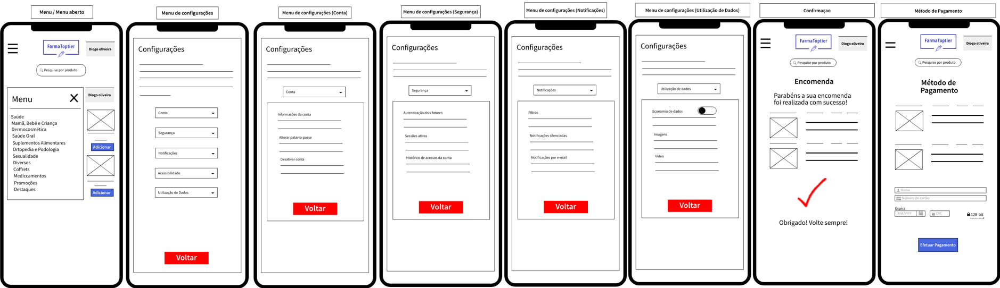 Menu / Menu aberto
FarmaToptier
Diogo oliveira
Pesquise por produto
Menu
Diogo oliveira
Saúde
Mamã, Bebé e Criança
Dermocosmética
Saúde Oral
Suplementos Alimentares
Ortopedia e Podologia
Sexualidade
Diversos
Coffrets
Mediccamentos
Promoções
Destaques
Adicionar
Adicionar
Menu de configurações
Configurações
Conta
Segurança
Notificações
Acessibilidade
Utilização de Dados
Voltar
Menu de configurações (Conta)
Configurações
Conta
Informações da conta
Alterar palavra-passe
Desativar conta
Voltar
Menu de configurações (Segurança)
Configurações
Segurança
Autenticação dois fatores
Sessões ativas
Histórico de acessos da conta
Voltar
Menu de configurações (Notificações)
Configurações
Notificações
Filtros
Notificações silenciadas
Notificações por e-mail
Voltar
Menu de configurações (Utilização de Dados)
Configurações
Utilização de dados
Economia de dados
Imagens
Vídeo
Voltar
Confirmaçao
FarmaToptier
Diogo oliveira
Pesquise por produto
Encomenda
Parabéns a sua encomenda
foi realizada com sucesso!
Obrigado! Volte sempre!
Método de Pagamento
FarmaToptier
Diogo oliveira
Pesquise por produto
Método de
Pagamento
Nome
Número de cartão
Expira
MM/YYYY
CVC
128-bit
secured
Efetuar Pagamento